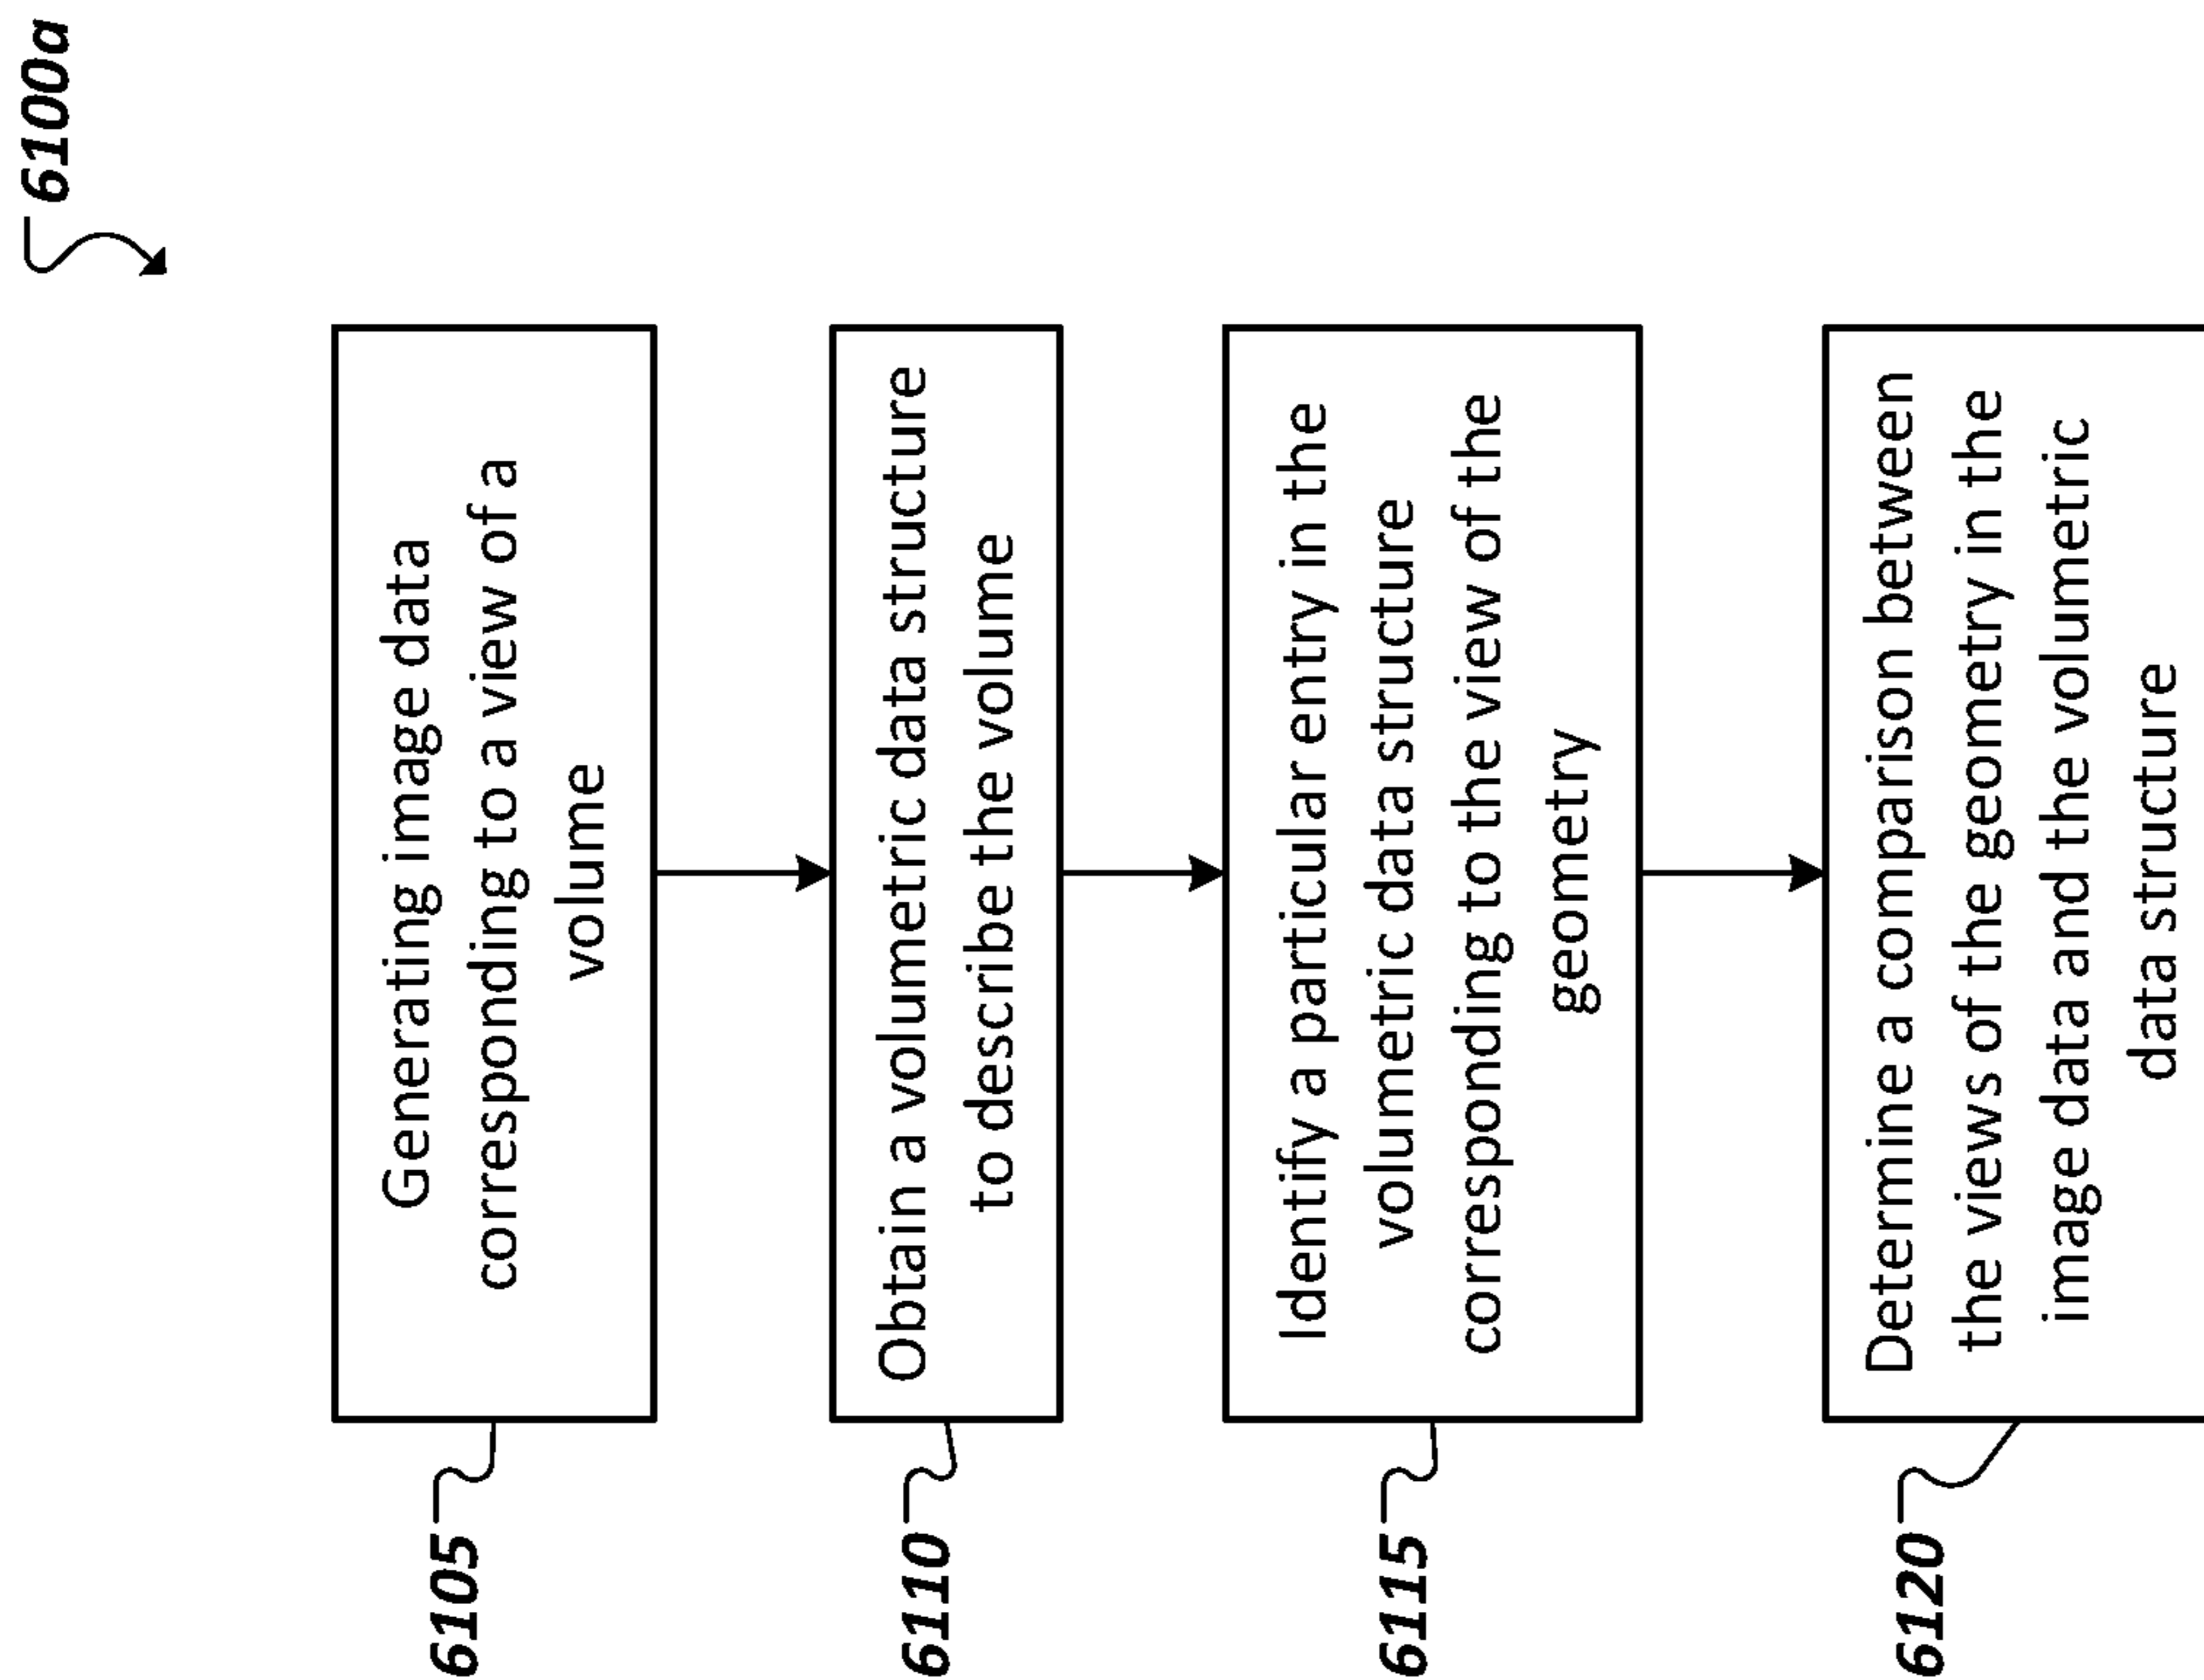 6100a
6105
Generating image data
corresponding to a view of a
volume
6110
Obtain a volumetric data structure
to describe the volume
6115
Identify a particular entry in the
volumetric data structure
corresponding to the view of the
geometry
6120
Determine a comparison between
the views of the geometry in the
image data and the volumetric
data structure